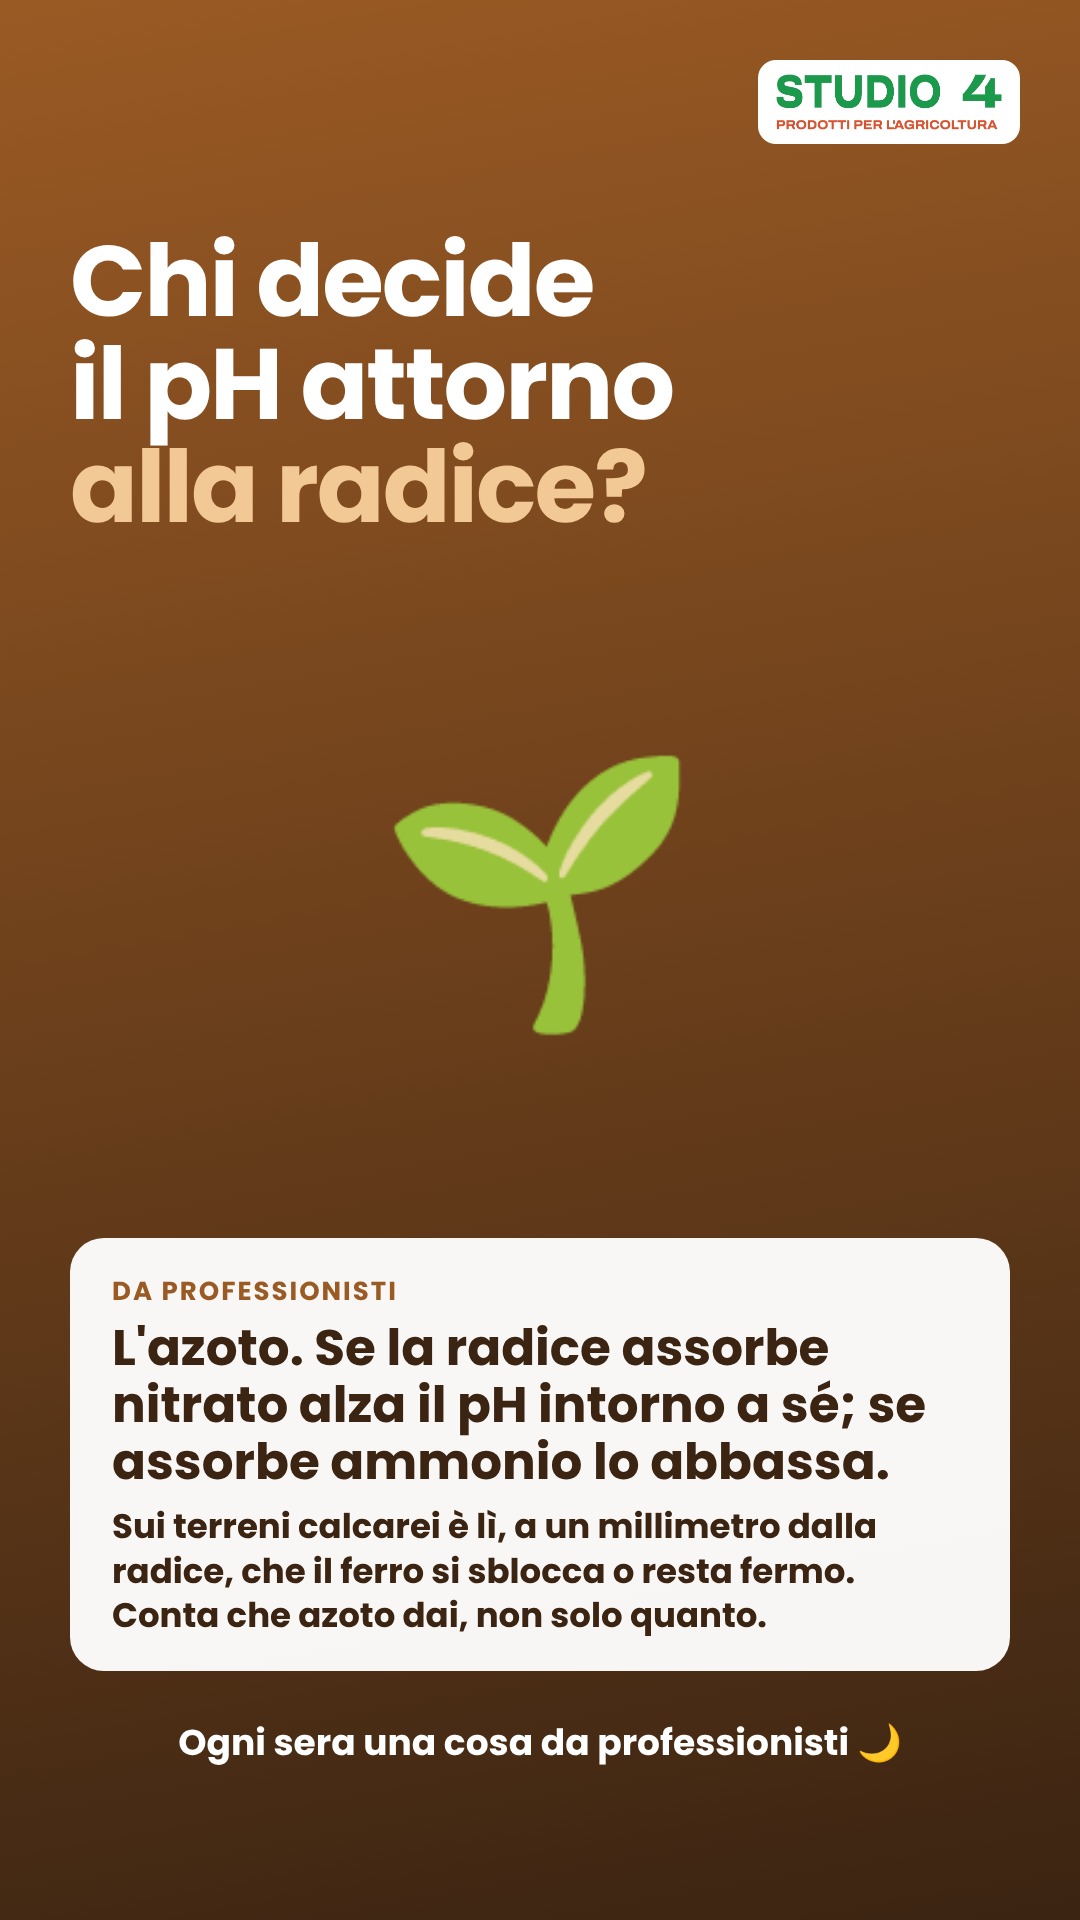 STUDIO 4
PRODOTTI PER L'AGRICOLTURA
Chi decide
il pH attorno
alla radice?
DA PROFESSIONISTI
L'azoto. Se la radice assorbe
nitrato alza il pH intorno a sé; se
assorbe ammonio lo abbassa.
Sui terreni calcarei è lì, a un millimetro dalla
radice, che il ferro si sblocca o resta fermo.
Conta che azoto dai, non solo quanto.
Ogni sera una cosa da professionisti 🌙